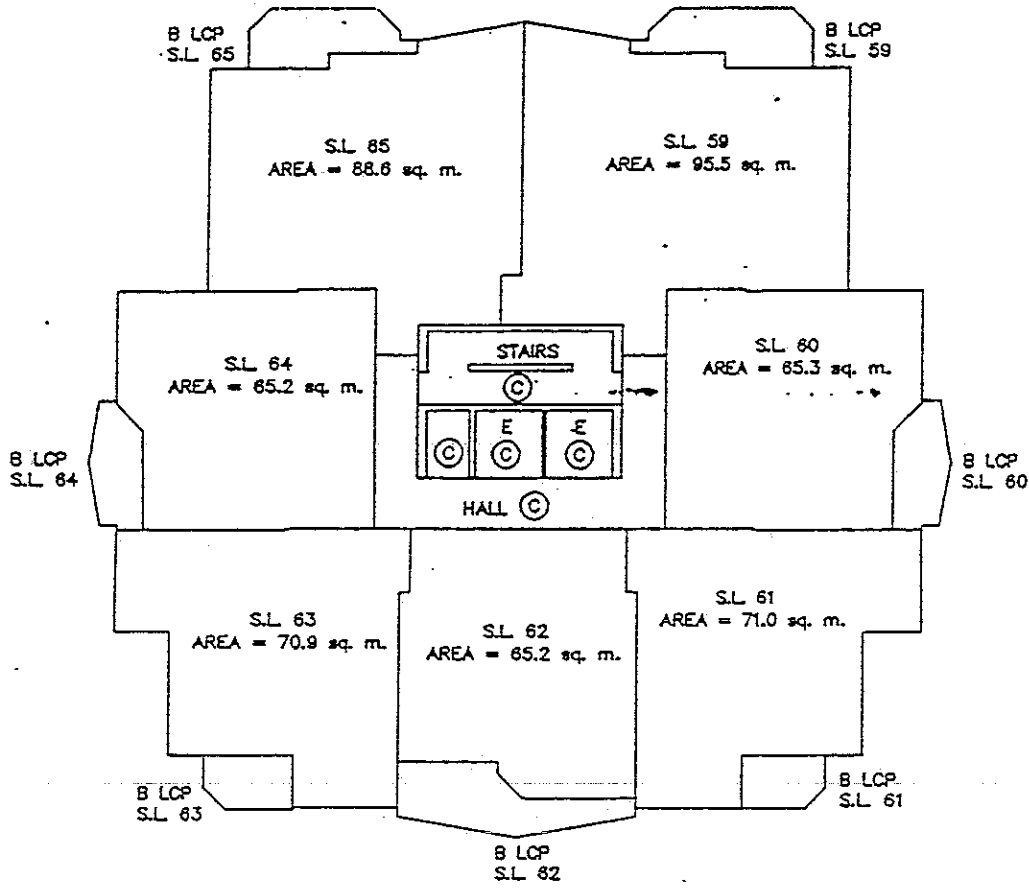 B LCP
S.L. 65
B LCP
S.L. 59
S.L. 65
AREA = 88.6 sq. m.
S.L. 59
AREA = 95.5 sq. m.
S.L. 64
AREA = 65.2 sq. m.
STAIRS
C
S.L. 60
AREA = 65.3 sq. m.
C
E
C
E
C
B LCP
S.L. 64
B LCP
S.L. 60
HALL C
S.L. 63
AREA = 70.9 sq. m.
S.L. 62
AREA = 65.2 sq. m.
S.L. 61
AREA = 71.0 sq. m.
B LCP
S.L. 63
B LCP
S.L. 61
B LCP
S.L. 62